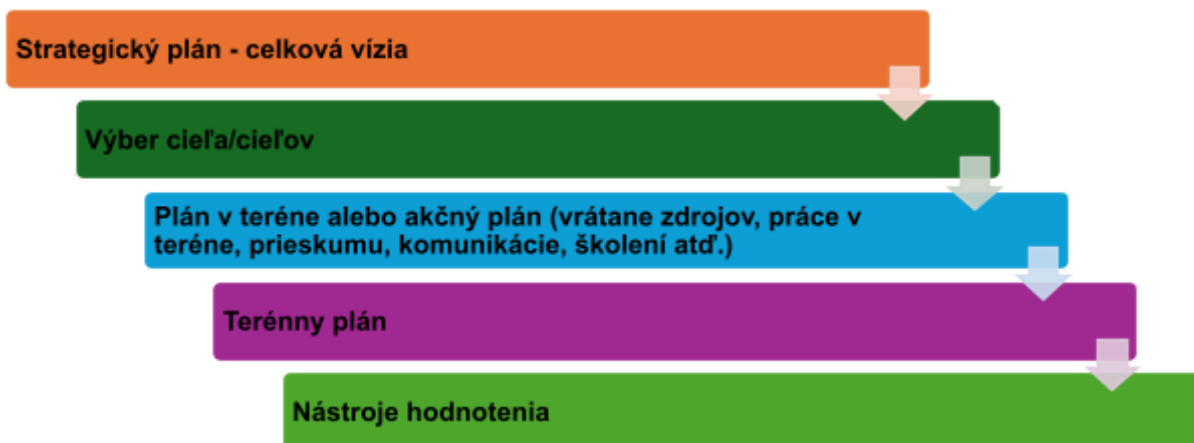 Strategický plán - celková vízia
Výber cieľa/cieľov
Plán v teréne alebo akčný plán (vrátane zdrojov, práce v
teréne, prieskumu, komunikácie, školení atď.)
Terénny plán
Nástroje hodnotenia